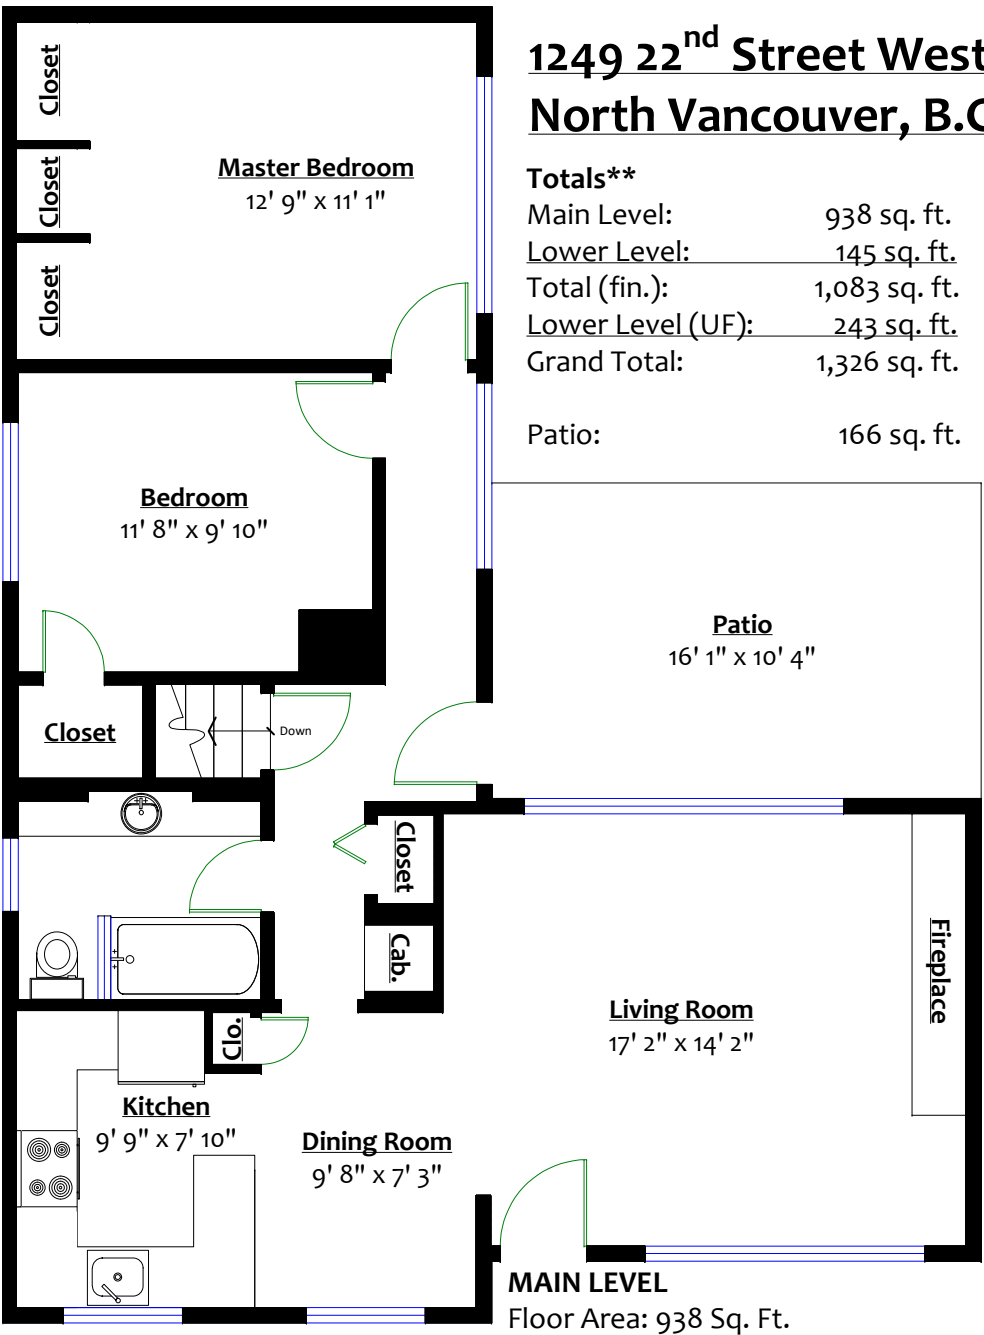 1249 22nd Street West
North Vancouver, B.C
Totals**
Main Level: 938 sq. ft.
Lower Level: 145 sq. ft.
Total (fin.): 1,083 sq. ft.
Lower Level (UF): 243 sq. ft.
Grand Total: 1,326 sq. ft.
Patio: 166 sq. ft.
Closet
Closet
Closet
Master Bedroom
12' 9" x 11' 1"
Bedroom
11' 8" x 9' 10"
Patio
16' 1" x 10' 4"
Closet
Down
Closet
Cab.
Fireplace
Living Room
17' 2" x 14' 2"
Clo.
Kitchen
9' 9" x 7' 10"
Dining Room
9' 8" x 7' 3"
MAIN LEVEL
Floor Area: 938 Sq. Ft.